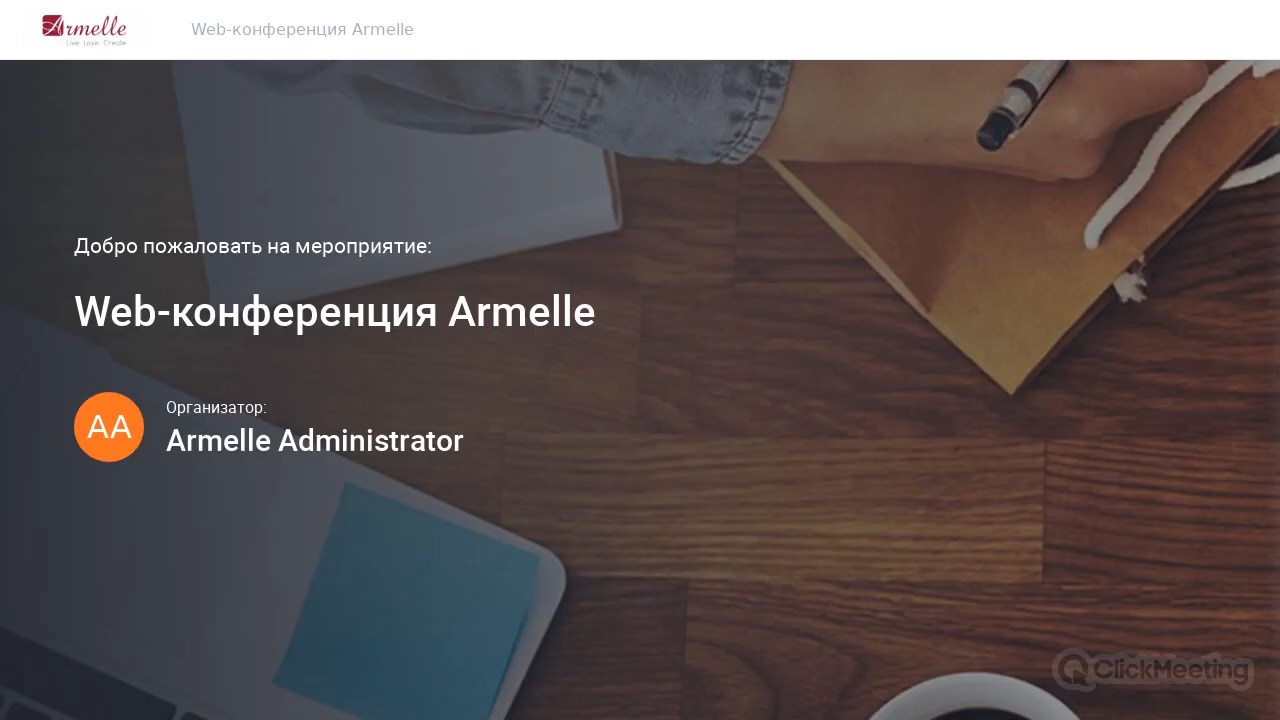 Armelle
Live Love Create
Web-конференция Armelle
Добро пожаловать на мероприятие:
Web-конференция Armelle
AA
Организатор:
Armelle Administrator
ClickMeeting